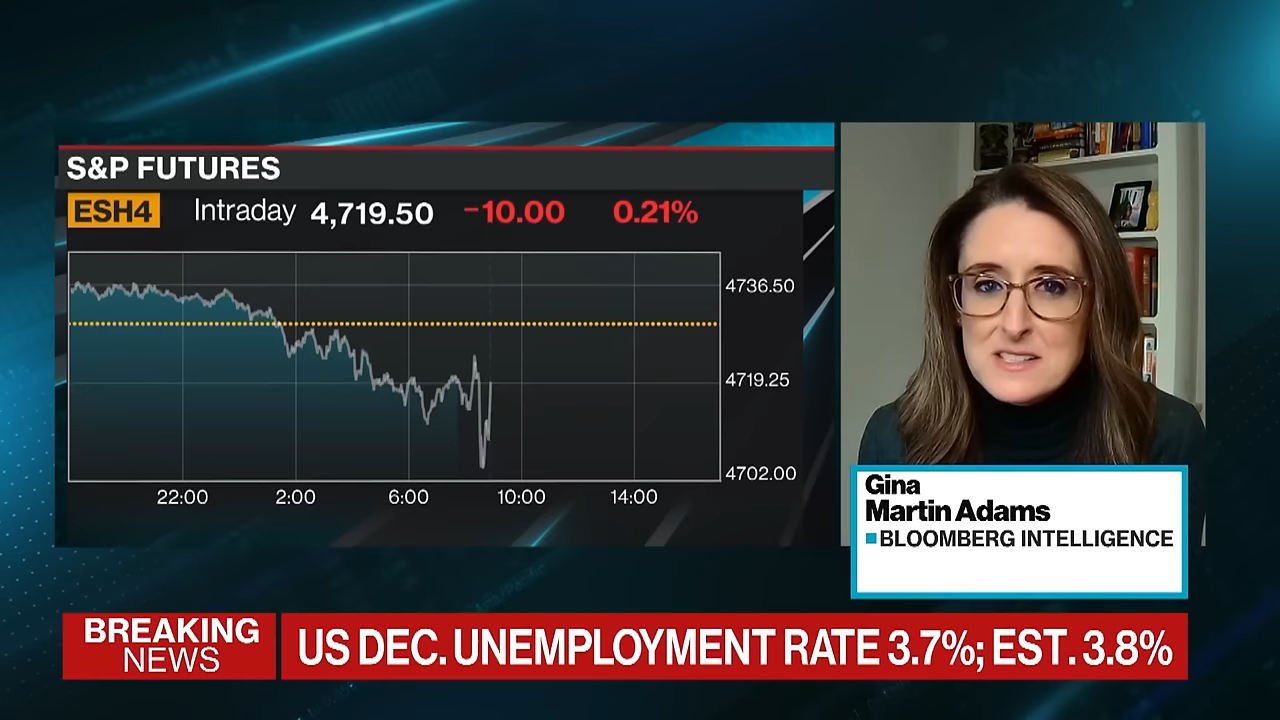 S&P FUTURES
ESH4 Intraday 4,719.50 −10.00 0.21%
4736.50
4719.25
4702.00
22:00 2:00 6:00 10:00 14:00
Gina
Martin Adams
BLOOMBERG INTELLIGENCE
BREAKING
NEWS
US DEC. UNEMPLOYMENT RATE 3.7%; EST. 3.8%